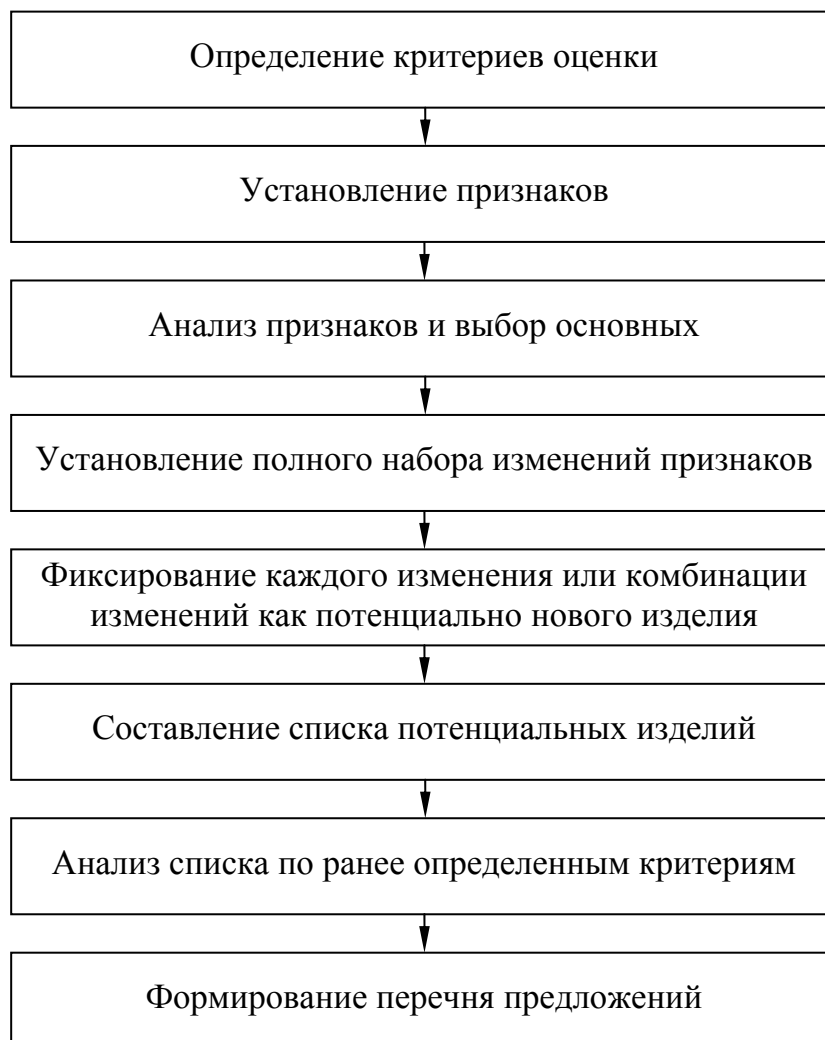 Определение критериев оценки
Установление признаков
Анализ признаков и выбор основных
Установление полного набора изменений признаков
Фиксирование каждого изменения или комбинации
изменений как потенциально нового изделия
Составление списка потенциальных изделий
Анализ списка по ранее определенным критериям
Формирование перечня предложений